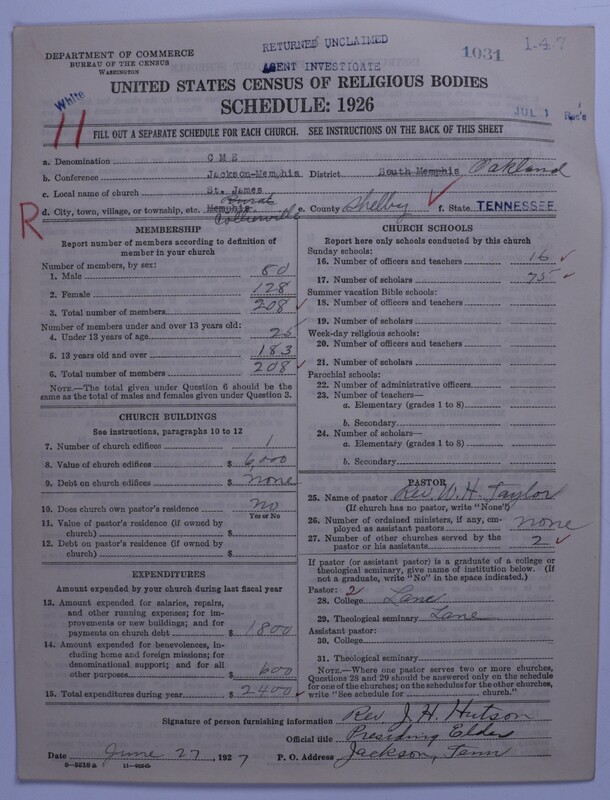 RETURNED UNCLAIMED
AGENT INVESTIGATE
1031
1-4-7
DEPARTMENT OF COMMERCE
BUREAU OF THE CENSUS
WASHINGTON
UNITED STATES CENSUS OF RELIGIOUS BODIES
SCHEDULE: 1926
White
11
JUL 1 Rec'd
FILL OUT A SEPARATE SCHEDULE FOR EACH CHURCH. SEE INSTRUCTIONS ON THE BACK OF THIS SHEET
a. Denomination C M E
b. Conference Jackson-Memphis District South Memphis Oakland
c. Local name of church St. James
Rural
R
d. City, town, village, or township, etc. Memphis e. County Shelby f. State TENNESSEE
Collierville
MEMBERSHIP
Report number of members according to definition of
member in your church
Number of members, by sex:
1. Male 80
2. Female 128
3. Total number of members 208
Number of members under and over 13 years old:
4. Under 13 years of age 25
5. 13 years old and over 183
6. Total number of members 208
NOTE.—The total given under Question 6 should be the
same as the total of males and females given under Question 3.
CHURCH BUILDINGS
See instructions, paragraphs 10 to 12
7. Number of church edifices 1
8. Value of church edifices $ 6,000
9. Debt on church edifices $ none
10. Does church own pastor's residence no
Yes or No
11. Value of pastor's residence (if owned by
church) $
12. Debt on pastor's residence (if owned by
church) $
EXPENDITURES
Amount expended by your church during last fiscal year
13. Amount expended for salaries, repairs,
and other running expenses; for im-
provements or new buildings; and for
payments on church debt $ 1800
14. Amount expended for benevolences, in-
cluding home and foreign missions; for
denominational support; and for all
other purposes $ 600
15. Total expenditures during year $ 2400
CHURCH SCHOOLS
Report here only schools conducted by this church
Sunday schools:
16. Number of officers and teachers 16
17. Number of scholars 75
Summer vacation Bible schools:
18. Number of officers and teachers
19. Number of scholars
Week-day religious schools:
20. Number of officers and teachers
21. Number of scholars
Parochial schools:
22. Number of administrative officers
23. Number of teachers—
a. Elementary (grades 1 to 8)
b. Secondary
24. Number of scholars—
a. Elementary (grades 1 to 8)
b. Secondary
PASTOR
25. Name of pastor Rev. W. H. Taylor
(If church has no pastor, write "None")
26. Number of ordained ministers, if any, em-
ployed as assistant pastors none
27. Number of other churches served by the
pastor or his assistants 2
If pastor (or assistant pastor) is a graduate of a college or
theological seminary, give name of institution below. (If
not a graduate, write "No" in the space indicated.)
Pastor: 2
28. College Lane
29. Theological seminary Lane
Assistant pastor:
30. College
31. Theological seminary
NOTE.—Where one pastor serves two or more churches,
Questions 28 and 29 should be answered only on the schedule
for one of the churches; on the schedules for the other churches,
write "See schedule for church."
Signature of person furnishing information Rev J. H. Hutson
Official title Presiding Elder
Date June 27, 1927 P. O. Address Jackson, Tenn